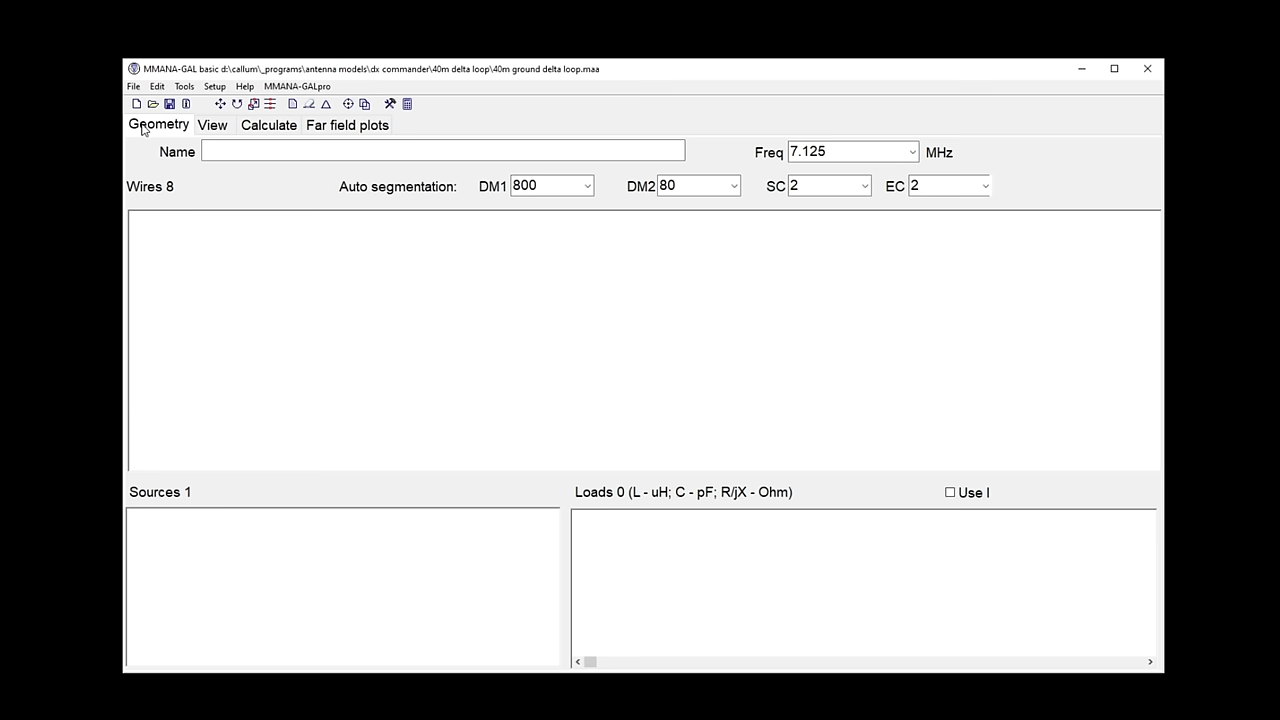 MMANA-GAL basic d:\callum\_programs\antenna models\dx commander\40m delta loop\40m ground delta loop.maa
File Edit Tools Setup Help MMANA-GALpro
Geometry View Calculate Far field plots
Name Freq 7.125 MHz
Wires 8 Auto segmentation: DM1 800 DM2 80 SC 2 EC 2
Sources 1 Loads 0 (L - uH; C - pF; R/jX - Ohm) Use l